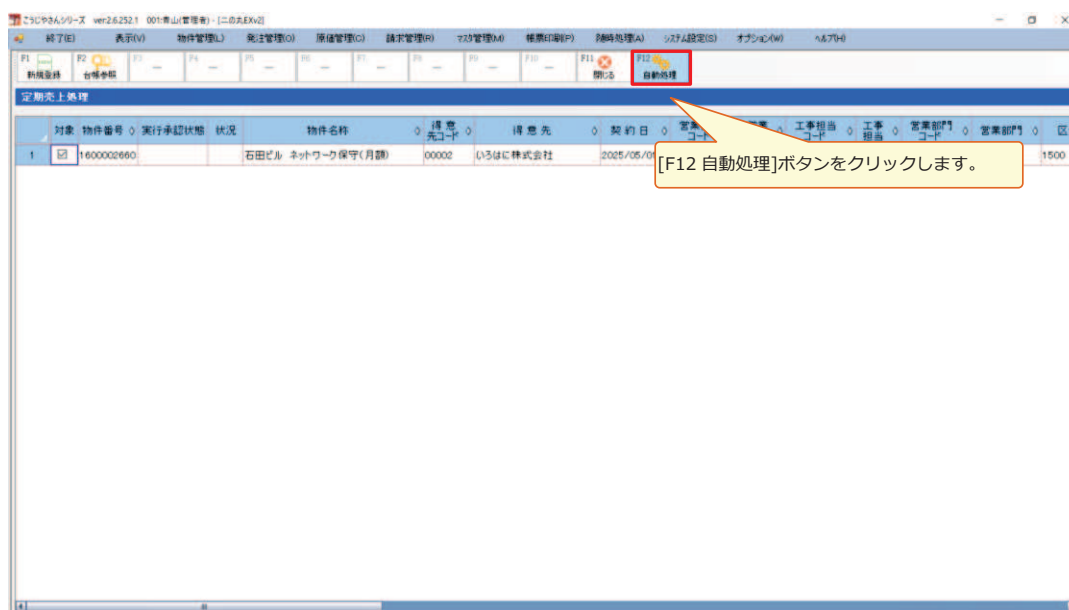 こうじやさんシリーズ ver:2.6.252.1 001:青山(管理者) - [二の丸EXv2]
終了(E) 表示(V) 物件管理(L) 発注管理(O) 原価管理(C) 請求管理(R) マスタ管理(M) 帳票印刷(P) 随時処理(A) システム設定(S) オプション(W) ヘルプ(H)
F1 F2 F3 F4 F5 F6 F7 F8 F9 F10 F11 F12
新規登録 台帳参照 閉じる 自動処理
定期売上処理
対象 物件番号 実行承認状態 状況 物件名称 得意先コード 得意先 契約日 工事担当コード 工事担当 営業部門コード 営業部門 区
1 1600002660 石田ビル ネットワーク保守(月額) 00002 いろはに株式会社 2025/05/0 1500
[F12 自動処理]ボタンをクリックします。